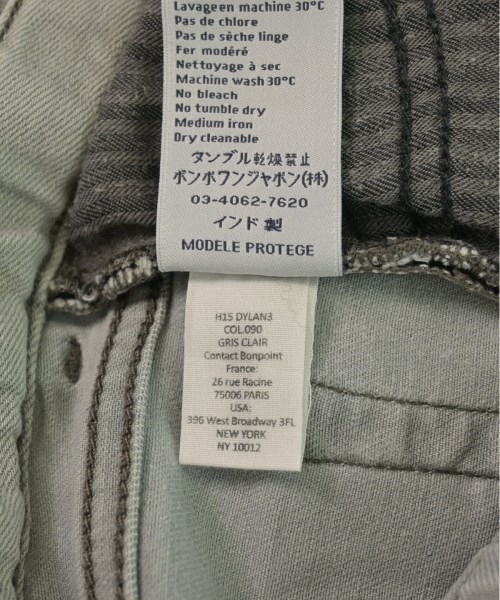 Lavageen machine 30°C
Pas de chlore
Pas de sèche linge
Fer modéré
Nettoyage à sec
Machine wash 30°C
No bleach
No tumble dry
Medium iron
Dry cleanable
タンブル乾燥禁止
ボンポワンジャポン(株)
03-4062-7620
インド製
MODELE PROTEGE
H15 DYLAN3
COL.090
GRIS CLAIR
Contact Bonpoint
France:
26 rue Racine
75006 PARIS
USA:
396 West Broadway 3FL
NEW YORK
NY 10012